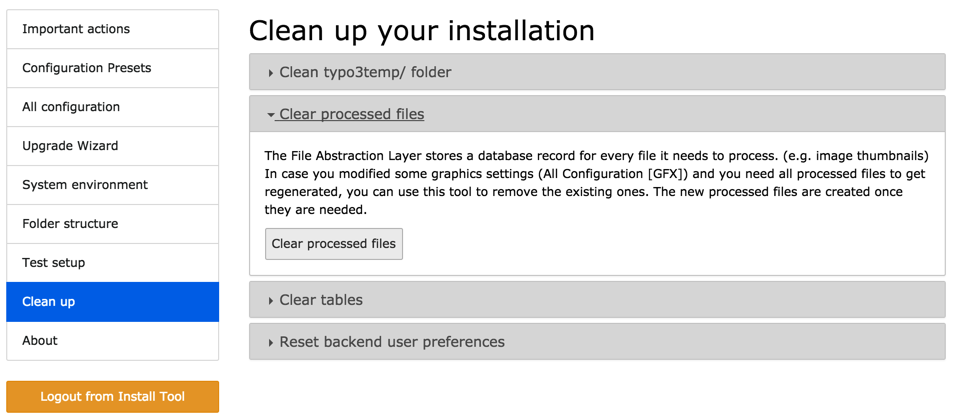 Important actions
Configuration Presets
All configuration
Upgrade Wizard
System environment
Folder structure
Test setup
Clean up
About
Logout from Install Tool
Clean up your installation
Clean typo3temp/ folder
Clear processed files
The File Abstraction Layer stores a database record for every file it needs to process. (e.g. image thumbnails)
In case you modified some graphics settings (All Configuration [GFX]) and you need all processed files to get
regenerated, you can use this tool to remove the existing ones. The new processed files are created once
they are needed.
Clear processed files
Clear tables
Reset backend user preferences